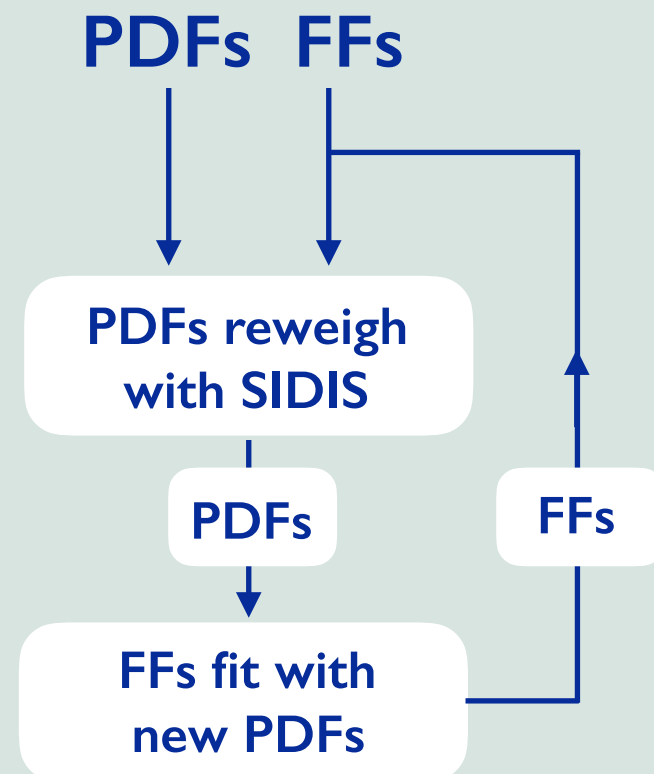 PDFs FFs
PDFs reweigh
with SIDIS
PDFs
FFs
FFs fit with
new PDFs